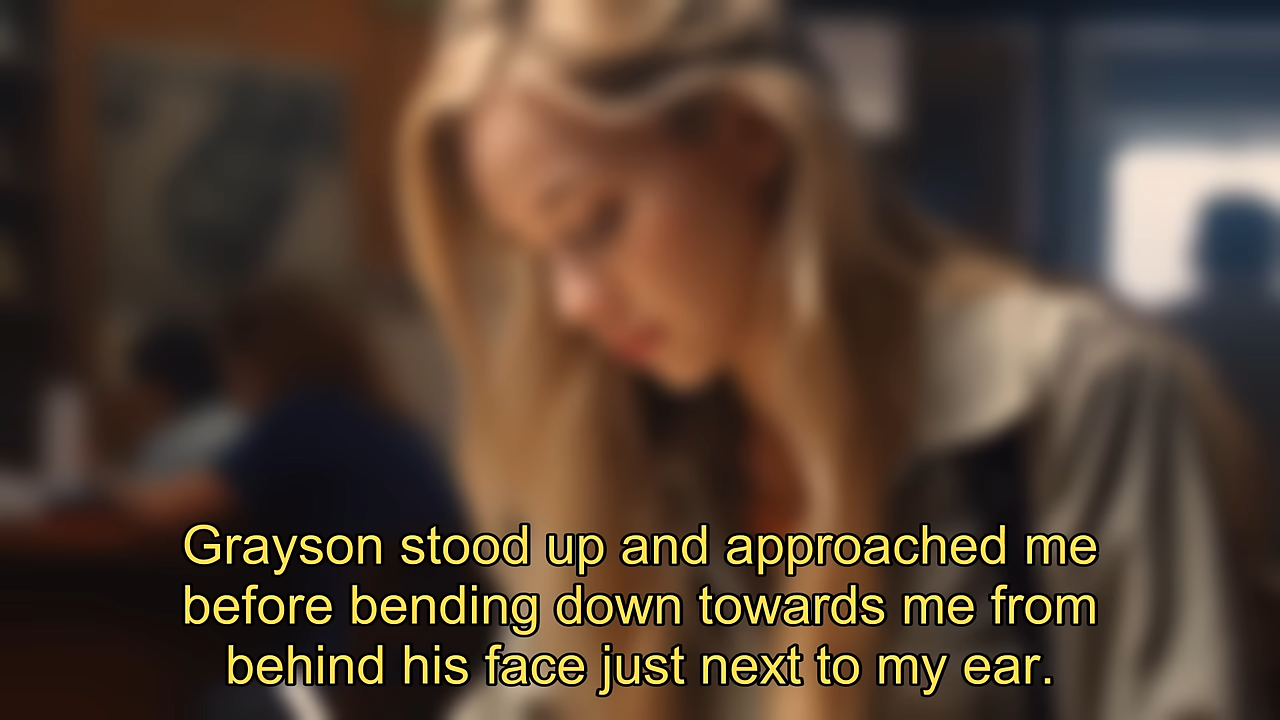 Grayson stood up and approached me
before bending down towards me from
behind his face just next to my ear.